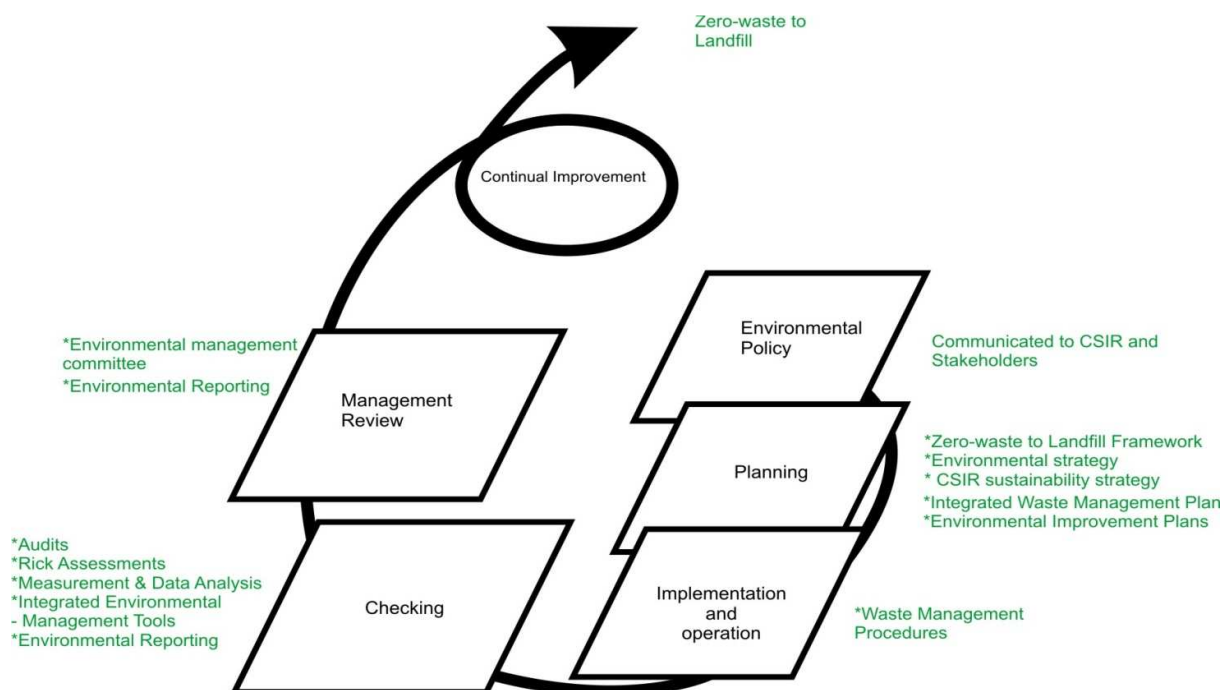 Zero-waste to
Landfill
Continual Improvement
Environmental
Policy
Communicated to CSIR and
Stakeholders
*Environmental management
committee
*Environmental Reporting
Management
Review
Planning
*Zero-waste to Landfill Framework
*Environmental strategy
* CSIR sustainability strategy
*Integrated Waste Management Plan
*Environmental Improvement Plans
*Audits
*Rick Assessments
*Measurement & Data Analysis
*Integrated Environmental
- Management Tools
*Environmental Reporting
Checking
Implementation
and
operation
*Waste Management
Procedures